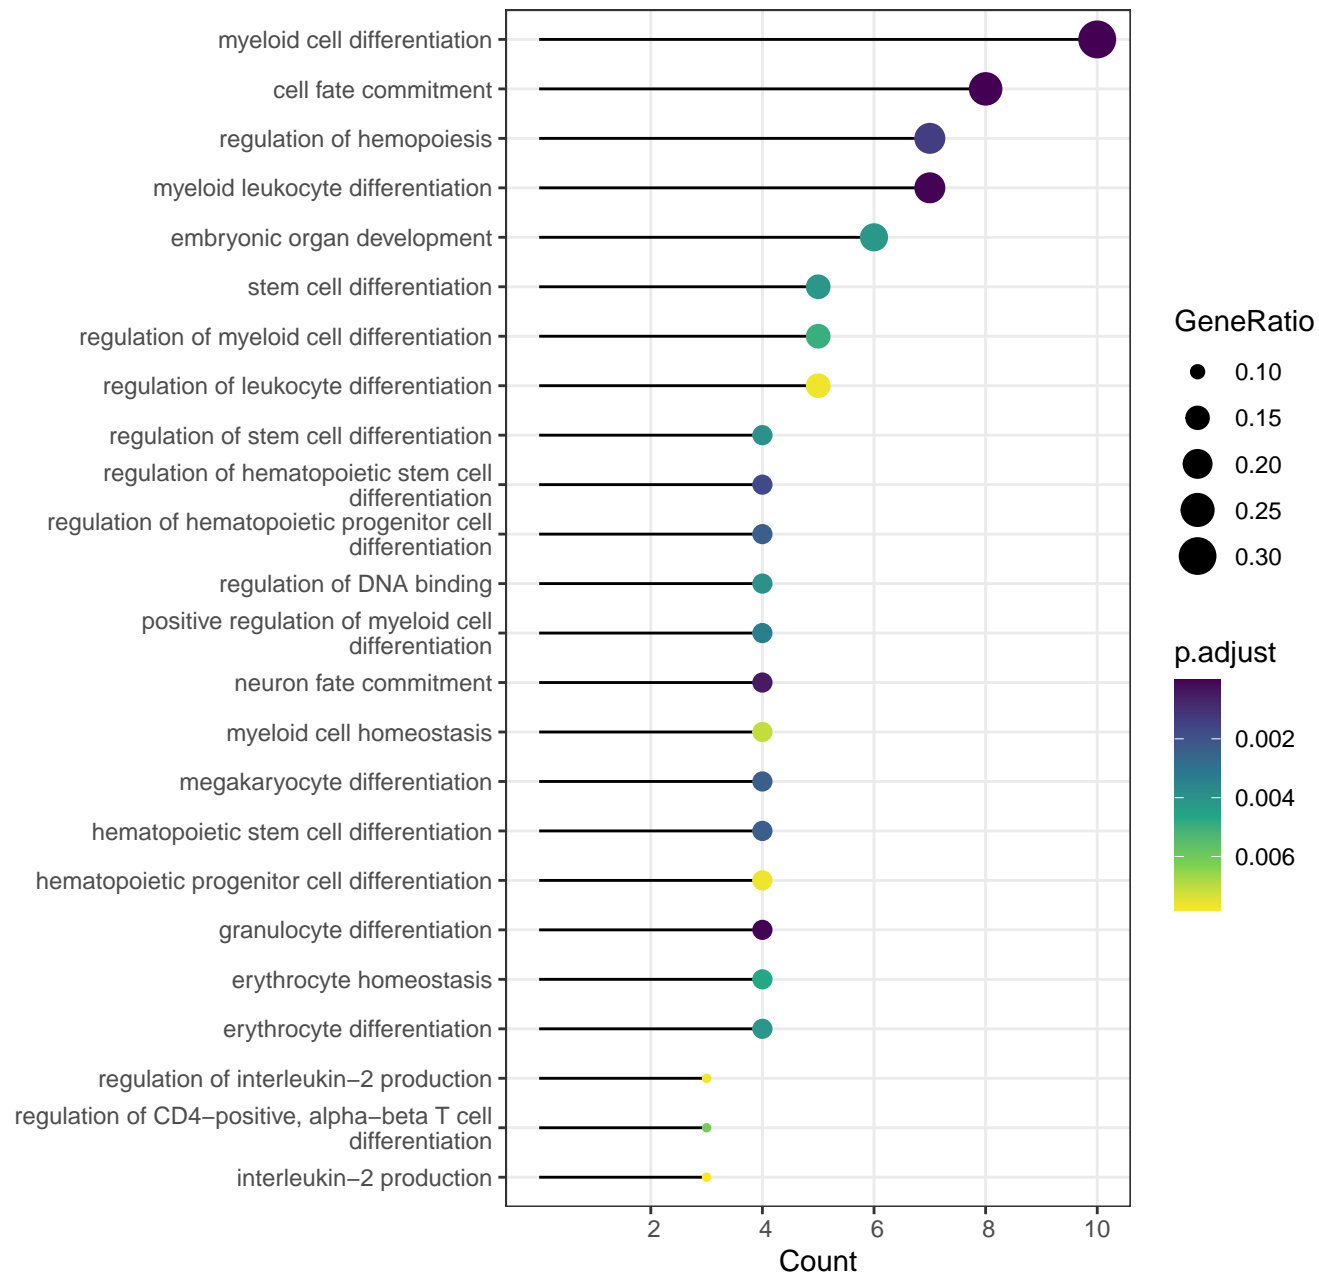 myeloid cell differentiation
cell fate commitment
regulation of hemopoiesis
myeloid leukocyte differentiation
embryonic organ development
stem cell differentiation
regulation of myeloid cell differentiation
regulation of leukocyte differentiation
regulation of stem cell differentiation
regulation of hematopoietic stem cell
differentiation
regulation of hematopoietic progenitor cell
differentiation
regulation of DNA binding
positive regulation of myeloid cell
differentiation
neuron fate commitment
myeloid cell homeostasis
megakaryocyte differentiation
hematopoietic stem cell differentiation
hematopoietic progenitor cell differentiation
granulocyte differentiation
erythrocyte homeostasis
erythrocyte differentiation
regulation of interleukin−2 production
regulation of CD4−positive, alpha−beta T cell
differentiation
interleukin−2 production
2 4 6 8 10
Count
GeneRatio
0.10
0.15
0.20
0.25
0.30
p.adjust
0.002
0.004
0.006